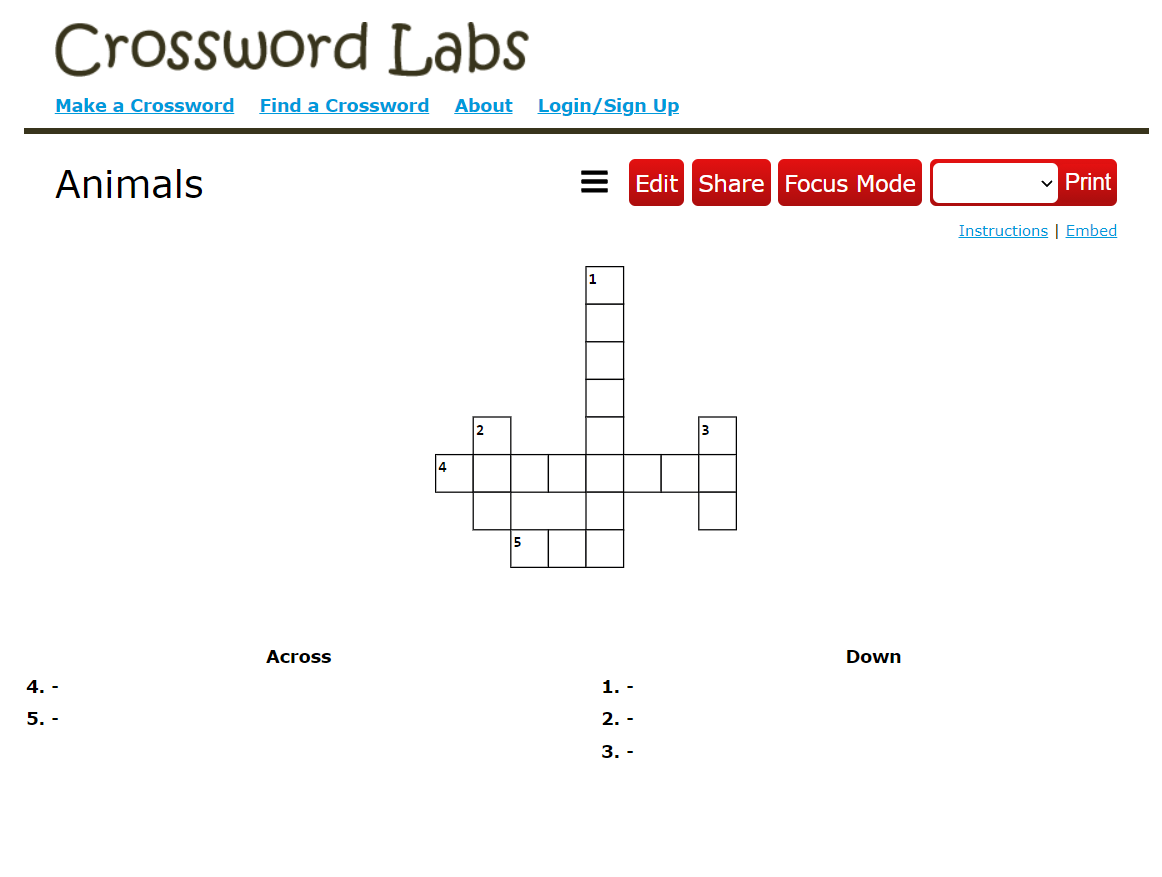 Crossword Labs
Make a Crossword Find a Crossword About Login/Sign Up
Animals Edit Share Focus Mode Print
Instructions | Embed
1
2 3
4
5
Across Down
4. - 1. -
5. - 2. -
3. -